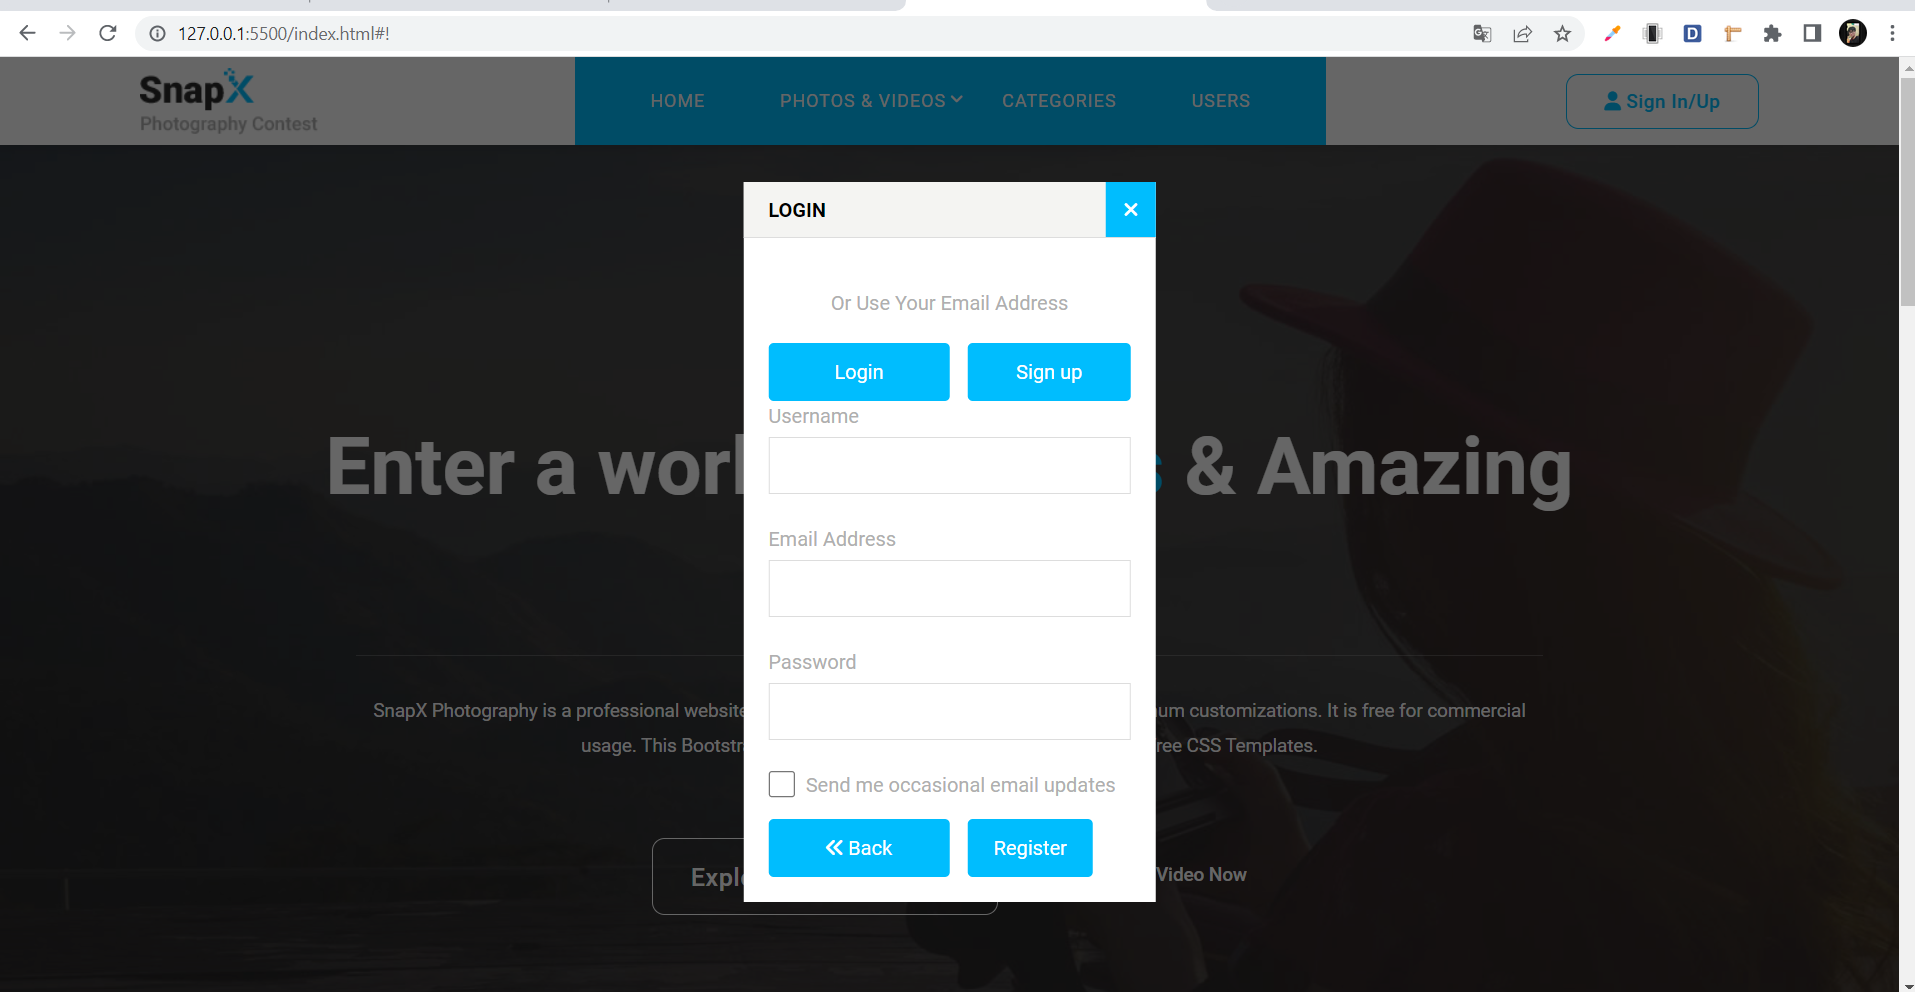 127.0.0.1:5500/index.html#!
SnapX
Photography Contest
HOME PHOTOS & VIDEOS CATEGORIES USERS
Sign In/Up
LOGIN
Or Use Your Email Address
Login Sign up
Username
Enter a worl s & Amazing
Email Address
Password
SnapX Photography is a professional website um customizations. It is free for commercial
usage. This Bootstra ree CSS Templates.
Send me occasional email updates
Back Register
Explo Video Now